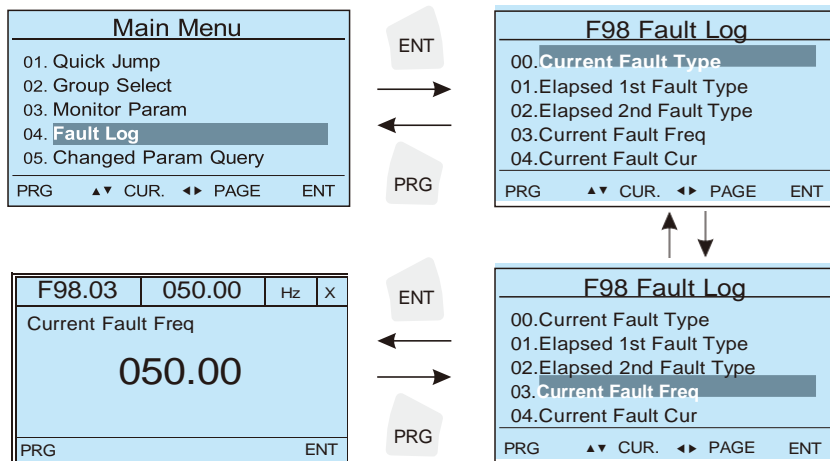 Main Menu
01. Quick Jump
02. Group Select
03. Monitor Param
04. Fault Log
05. Changed Param Query
PRG ▲▼ CUR. ◄► PAGE ENT
ENT
PRG
F98 Fault Log
00.Current Fault Type
01.Elapsed 1st Fault Type
02.Elapsed 2nd Fault Type
03.Current Fault Freq
04.Current Fault Cur
PRG ▲▼ CUR. ◄► PAGE ENT
F98 Fault Log
00.Current Fault Type
01.Elapsed 1st Fault Type
02.Elapsed 2nd Fault Type
03.Current Fault Freq
04.Current Fault Cur
PRG ▲▼ CUR. ◄► PAGE ENT
ENT
PRG
F98.03 050.00 Hz X
Current Fault Freq
050.00
PRG ENT